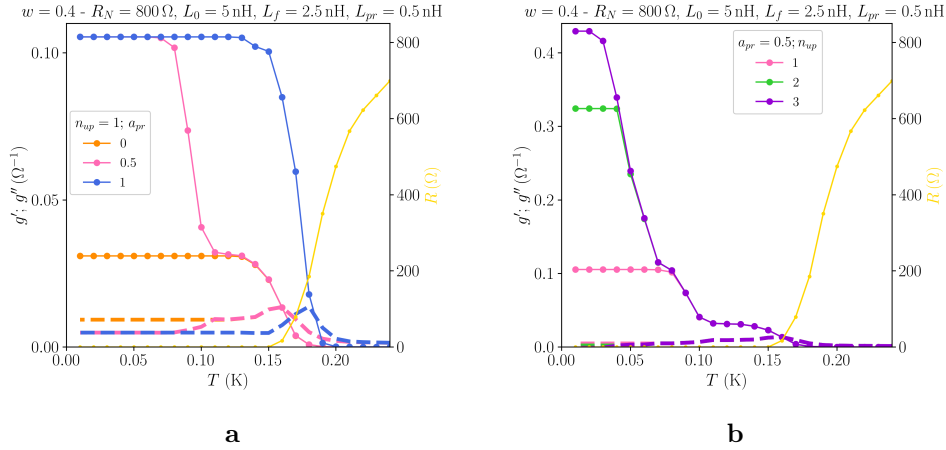 w = 0.4 - R_N = 800 Ω, L_0 = 5 nH, L_f = 2.5 nH, L_pr = 0.5 nH
0.10
0.05
0.00
g′; g″ (Ω⁻¹)
n_up = 1; a_pr
0
0.5
1
800
600
400
200
0
R (Ω)
0.00
0.05
0.10
0.15
0.20
T (K)
a
w = 0.4 - R_N = 800 Ω, L_0 = 5 nH, L_f = 2.5 nH, L_pr = 0.5 nH
0.4
0.3
0.2
0.1
0.0
g′; g″ (Ω⁻¹)
a_pr = 0.5; n_up
1
2
3
800
600
400
200
0
R (Ω)
0.00
0.05
0.10
0.15
0.20
T (K)
b